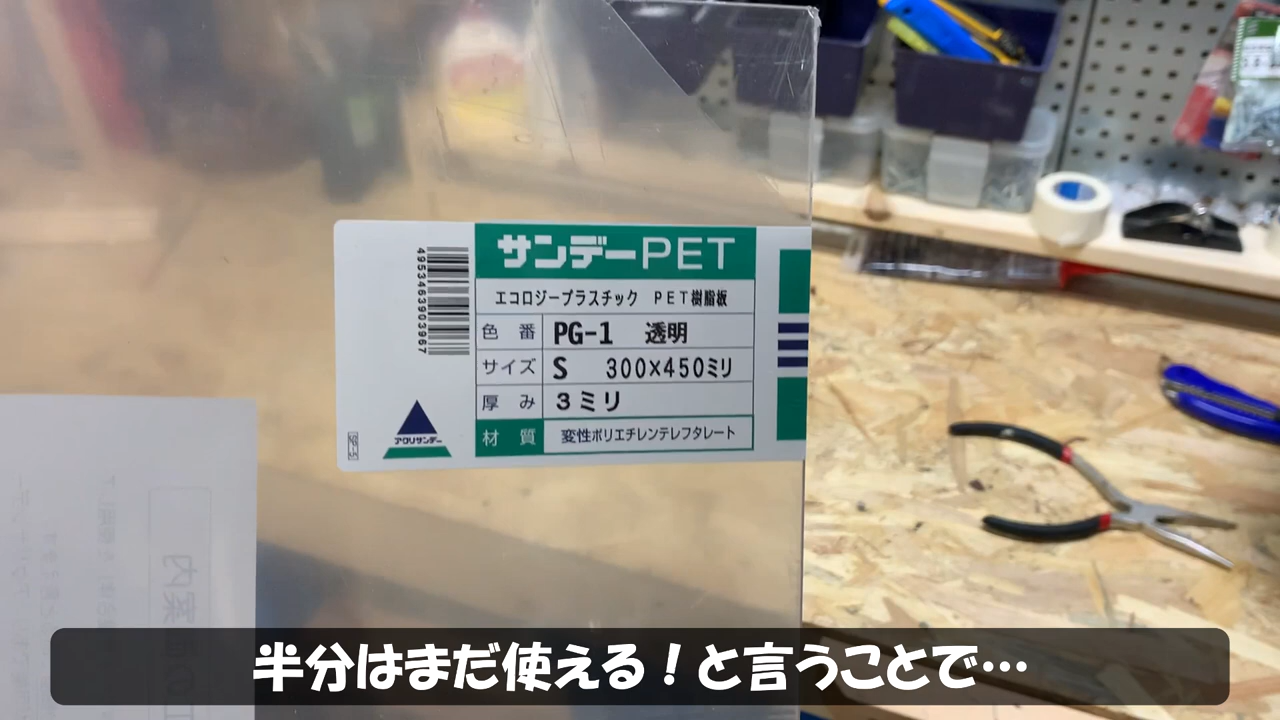 サンデーPET
エコロジープラスチック PET樹脂板
色番 PG-1 透明
サイズ S 300×450ミリ
厚み 3ミリ
材質 変性ポリエチレンテレフタレート
4953463903967
アクリサンデー
半分はまだ使える！と言うことで…